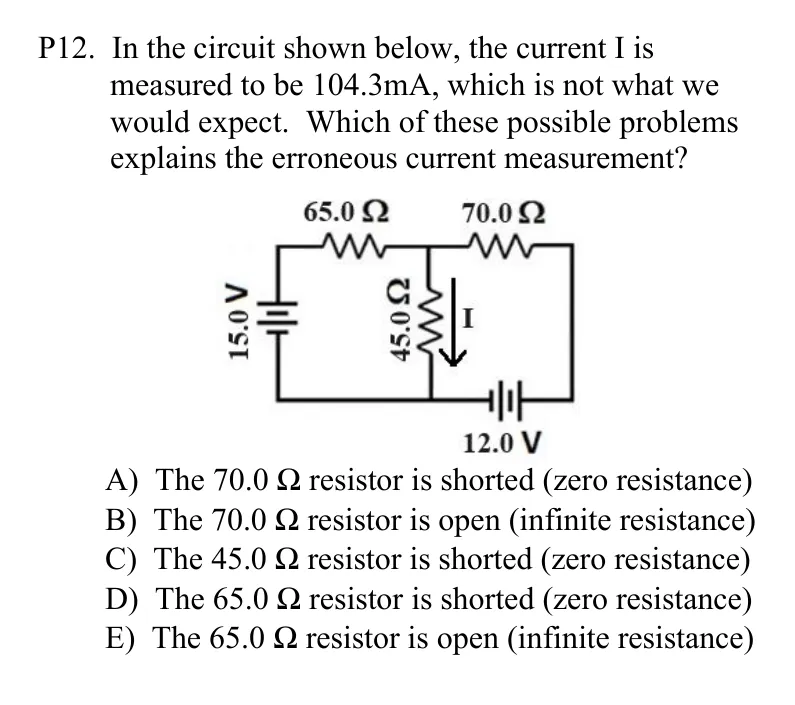 P12. In the circuit shown below, the current I is
measured to be 104.3mA, which is not what we
would expect. Which of these possible problems
explains the erroneous current measurement?
65.0 Ω 70.0 Ω
15.0 V
45.0 Ω
I
12.0 V
A) The 70.0 Ω resistor is shorted (zero resistance)
B) The 70.0 Ω resistor is open (infinite resistance)
C) The 45.0 Ω resistor is shorted (zero resistance)
D) The 65.0 Ω resistor is shorted (zero resistance)
E) The 65.0 Ω resistor is open (infinite resistance)